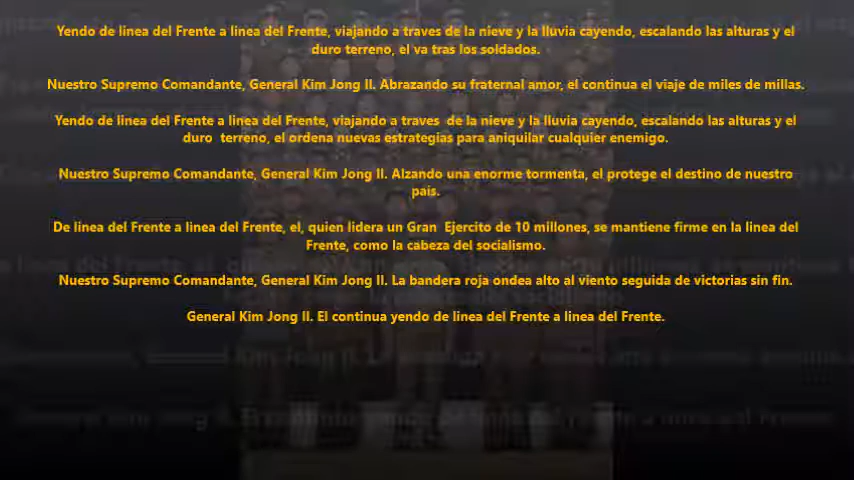 Yendo de linea del Frente a linea del Frente, viajando a traves de la nieve y la lluvia cayendo, escalando las alturas y el
duro terreno, el va tras los soldados.
Nuestro Supremo Comandante, General Kim Jong Il. Abrazando su fraternal amor, el continua el viaje de miles de millas.
Yendo de linea del Frente a linea del Frente, viajando a traves  de la nieve y la lluvia cayendo, escalando las alturas y el
duro  terreno, el ordena nuevas estrategias para aniquilar cualquier enemigo.
Nuestro Supremo Comandante, General Kim Jong Il. Alzando una enorme tormenta, el protege el destino de nuestro
pais.
De linea del Frente a linea del Frente, el, quien lidera un Gran  Ejercito de 10 millones, se mantiene firme en la linea del
Frente, como la cabeza del socialismo.
Nuestro Supremo Comandante, General Kim Jong Il. La bandera roja ondea alto al viento seguida de victorias sin fin.
General Kim Jong Il. El continua yendo de linea del Frente a linea del Frente.